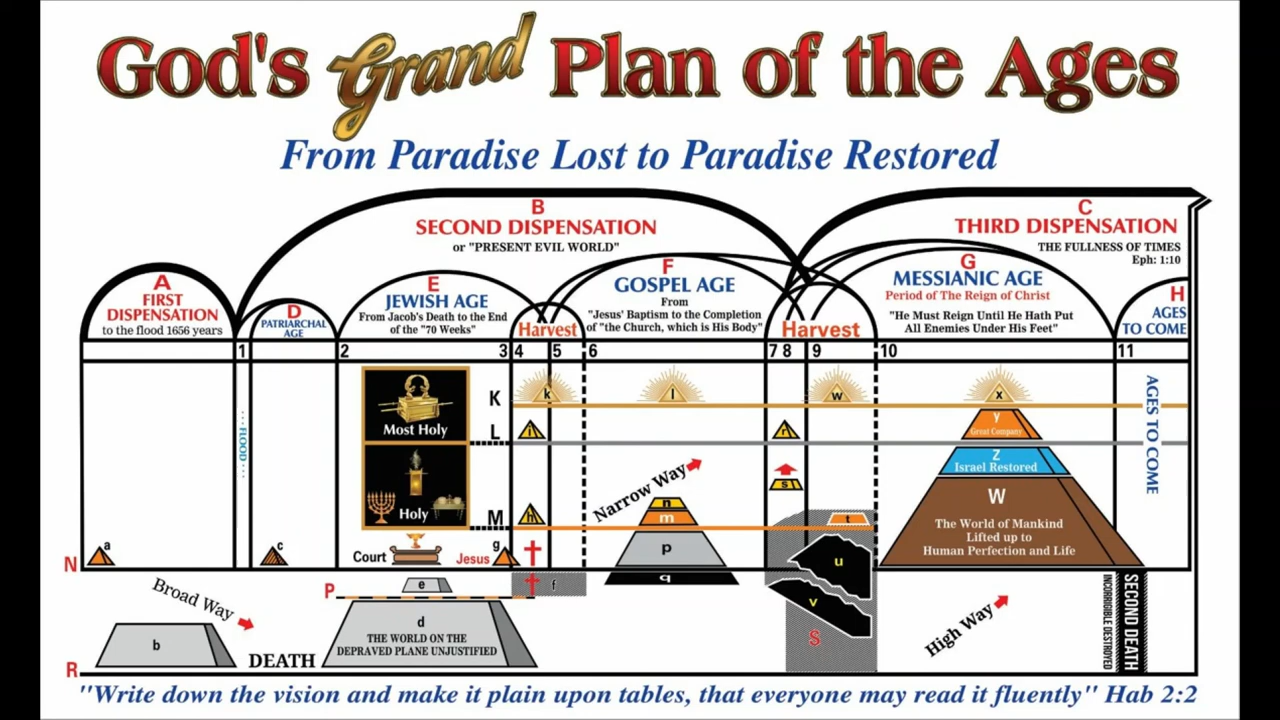 God's Grand Plan of the Ages
From Paradise Lost to Paradise Restored
A
FIRST
DISPENSATION
to the flood 1656 years
B
SECOND DISPENSATION
or "PRESENT EVIL WORLD"
C
THIRD DISPENSATION
THE FULLNESS OF TIMES
Eph: 1:10
D
PATRIARCHAL
AGE
E
JEWISH AGE
From Jacob's Death to the End
of the "70 Weeks"
Harvest
F
GOSPEL AGE
From
"Jesus' Baptism to the Completion
of "the Church, which is His Body"
Harvest
G
MESSIANIC AGE
Period of The Reign of Christ
"He Must Reign Until He Hath Put
All Enemies Under His Feet"
H
AGES
TO COME
1 2 3 4 5 6 7 8 9 10 11
... FLOOD ...
Most Holy
Holy
Court
Jesus
K
L
M
N
P
R
S
a
b
c
d
THE WORLD ON THE
DEPRAVED PLANE UNJUSTIFIED
e
f
g
h
i
k
l
Narrow Way
n
m
p
q
r
s
t
u
v
w
x
y
Great Company
Z
Israel Restored
W
The World of Mankind
Lifted up to
Human Perfection and Life
AGES TO COME
Broad Way
DEATH
High Way
INCORRIGIBLE DESTROYED
SECOND DEATH
"Write down the vision and make it plain upon tables, that everyone may read it fluently" Hab 2:2